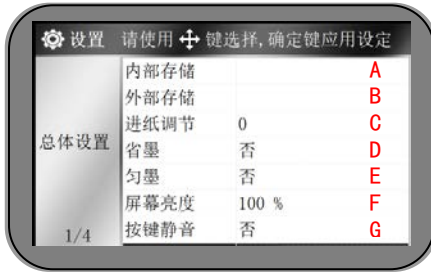 设置 请使用 键选择,确定键应用设定
内部存储 A
外部存储 B
进纸调节 0 C
总体设置
省墨 否 D
匀墨 否 E
屏幕亮度 100 % F
1/4 按键静音 否 G